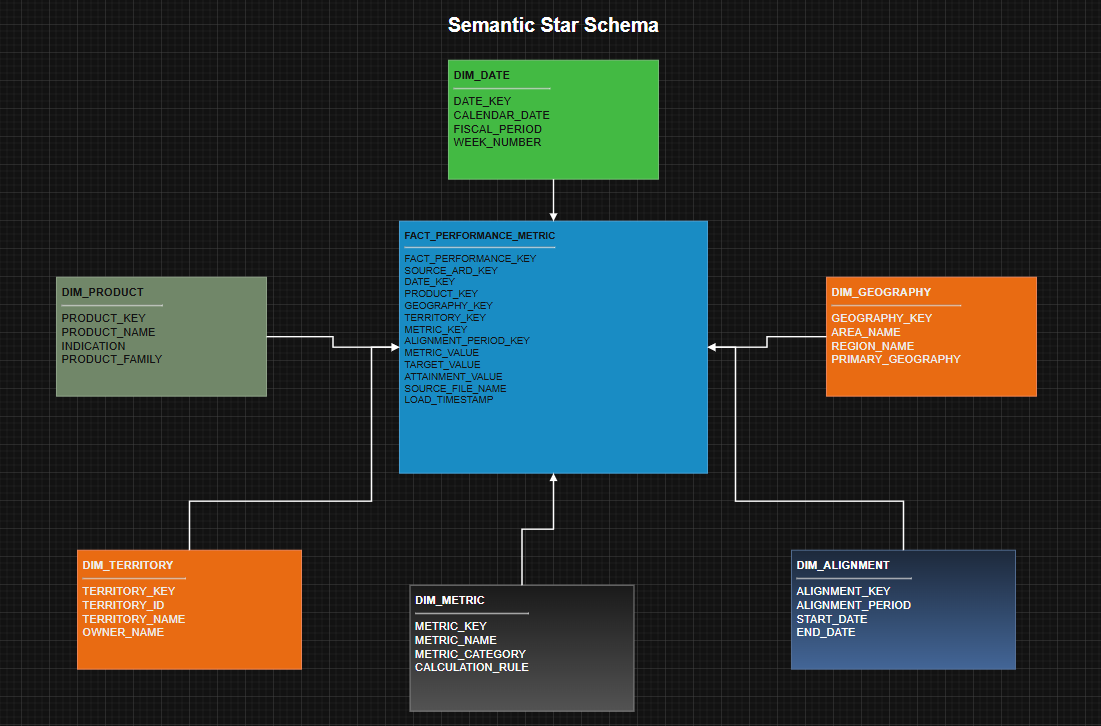 Semantic Star Schema
DIM_DATE
DATE_KEY
CALENDAR_DATE
FISCAL_PERIOD
WEEK_NUMBER
FACT_PERFORMANCE_METRIC
FACT_PERFORMANCE_KEY
SOURCE_ARD_KEY
DATE_KEY
PRODUCT_KEY
GEOGRAPHY_KEY
TERRITORY_KEY
METRIC_KEY
ALIGNMENT_PERIOD_KEY
METRIC_VALUE
TARGET_VALUE
ATTAINMENT_VALUE
SOURCE_FILE_NAME
LOAD_TIMESTAMP
DIM_PRODUCT
PRODUCT_KEY
PRODUCT_NAME
INDICATION
PRODUCT_FAMILY
DIM_GEOGRAPHY
GEOGRAPHY_KEY
AREA_NAME
REGION_NAME
PRIMARY_GEOGRAPHY
DIM_TERRITORY
TERRITORY_KEY
TERRITORY_ID
TERRITORY_NAME
OWNER_NAME
DIM_METRIC
METRIC_KEY
METRIC_NAME
METRIC_CATEGORY
CALCULATION_RULE
DIM_ALIGNMENT
ALIGNMENT_KEY
ALIGNMENT_PERIOD
START_DATE
END_DATE